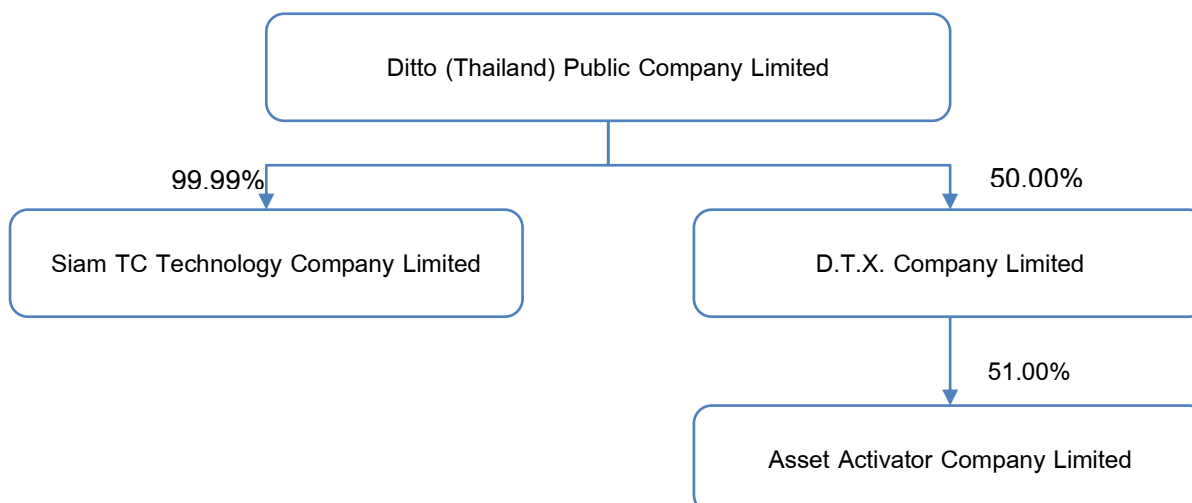 Ditto (Thailand) Public Company Limited
99.99%
50.00%
Siam TC Technology Company Limited
D.T.X. Company Limited
51.00%
Asset Activator Company Limited